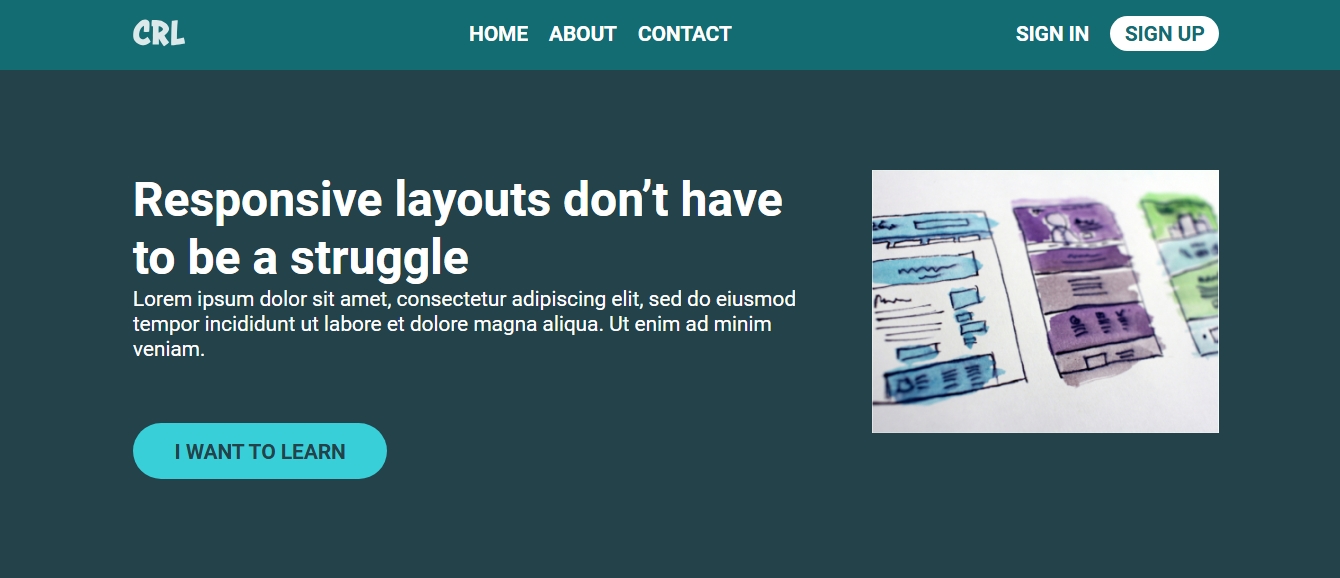 CRL
HOME ABOUT CONTACT
SIGN IN SIGN UP
Responsive layouts don’t have
to be a struggle
Lorem ipsum dolor sit amet, consectetur adipiscing elit, sed do eiusmod
tempor incididunt ut labore et dolore magna aliqua. Ut enim ad minim
veniam.
I WANT TO LEARN